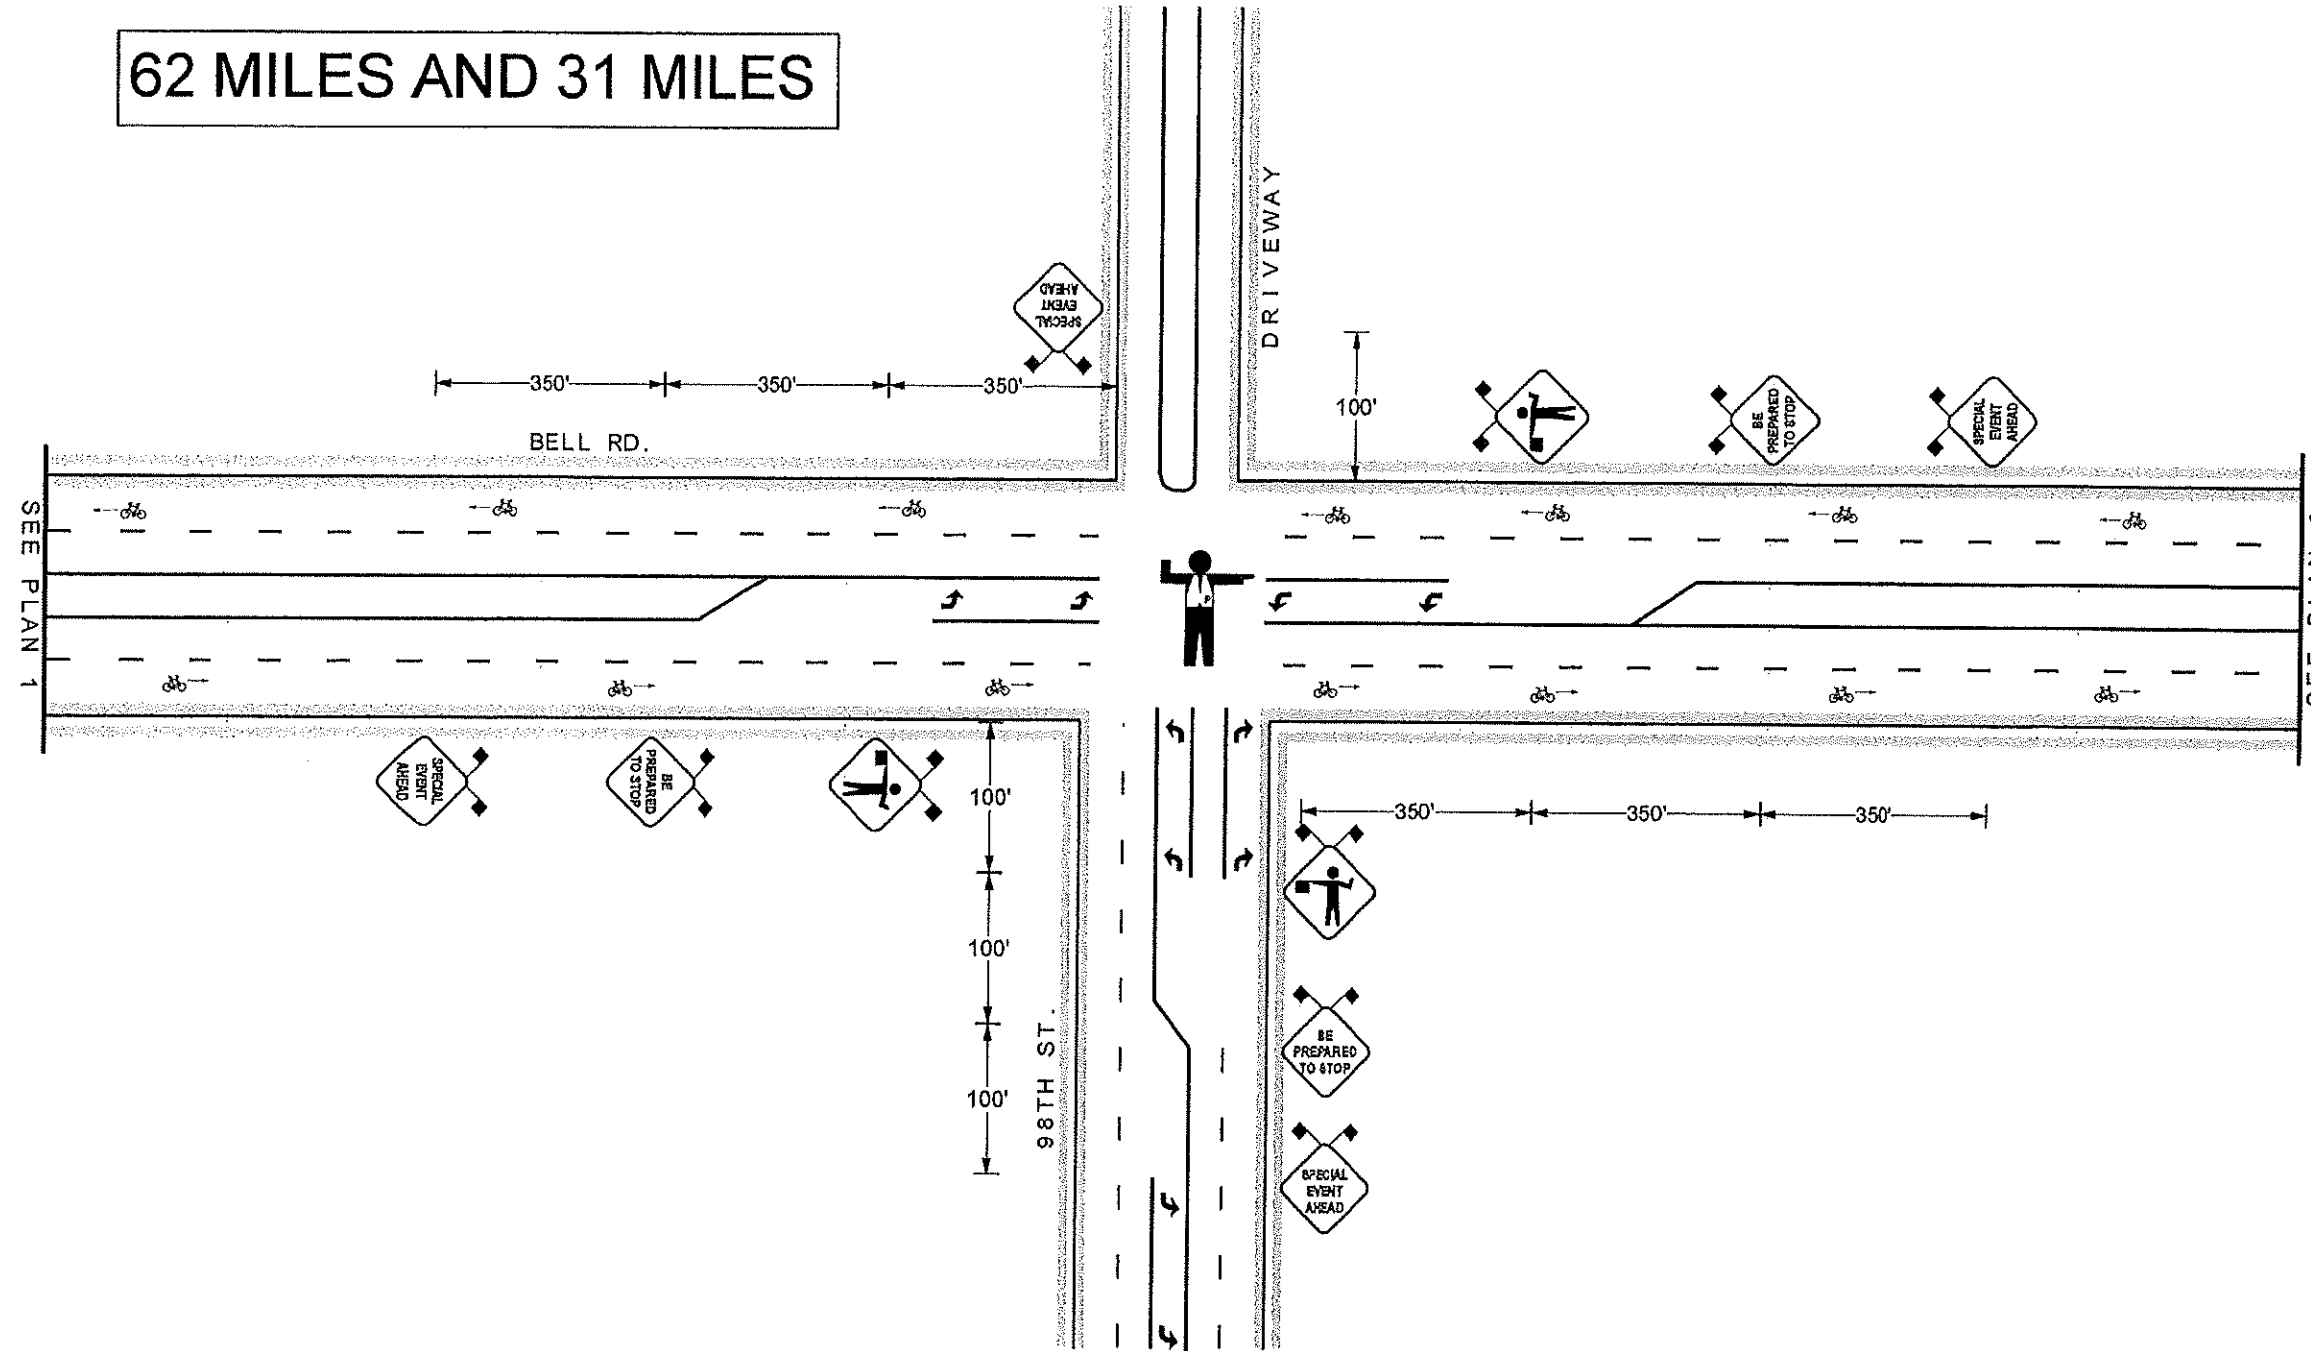 62 MILES AND 31 MILES
DRIVEWAY
SPECIAL
EVENT
AHEAD
350'
350'
350'
100'
BELL RD.
BE
PREPARED
TO STOP
SPECIAL
EVENT
AHEAD
SEE PLAN 1
SPECIAL
EVENT
AHEAD
BE
PREPARED
TO STOP
100'
100'
100'
98TH ST.
350'
350'
350'
BE
PREPARED
TO STOP
SPECIAL
EVENT
AHEAD